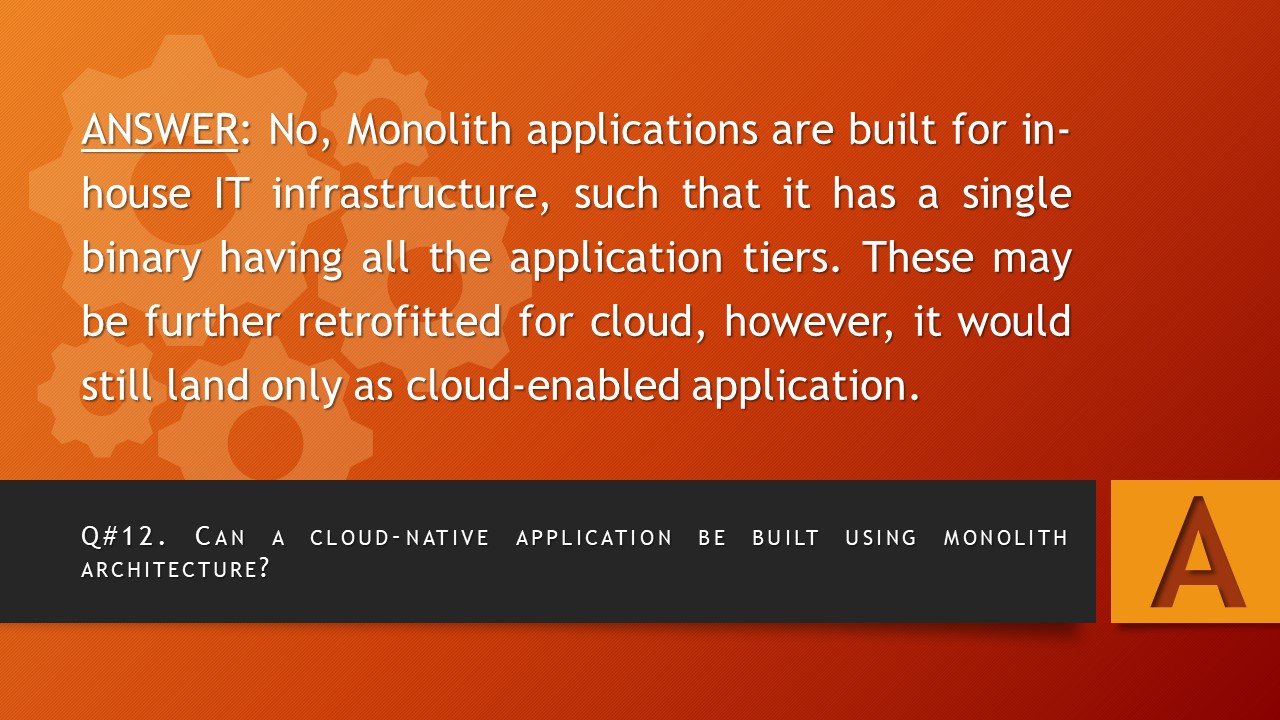 ANSWER: No, Monolith applications are built for in-
house IT infrastructure, such that it has a single
binary having all the application tiers. These may
be further retrofitted for cloud, however, it would
still land only as cloud-enabled application.
Q#12. Can a cloud-native application be built using monolith
architecture?
A